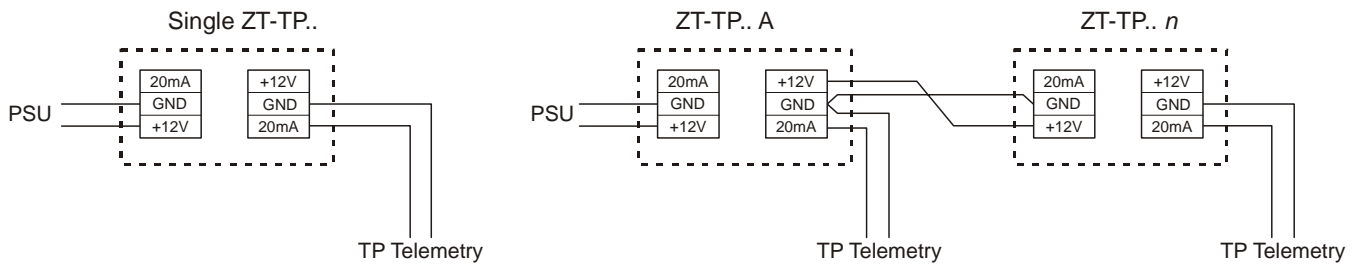 Single ZT-TP..
ZT-TP.. A
ZT-TP.. n
PSU
20mA
GND
+12V
+12V
GND
20mA
TP Telemetry
PSU
20mA
GND
+12V
+12V
GND
20mA
TP Telemetry
20mA
GND
+12V
+12V
GND
20mA
TP Telemetry